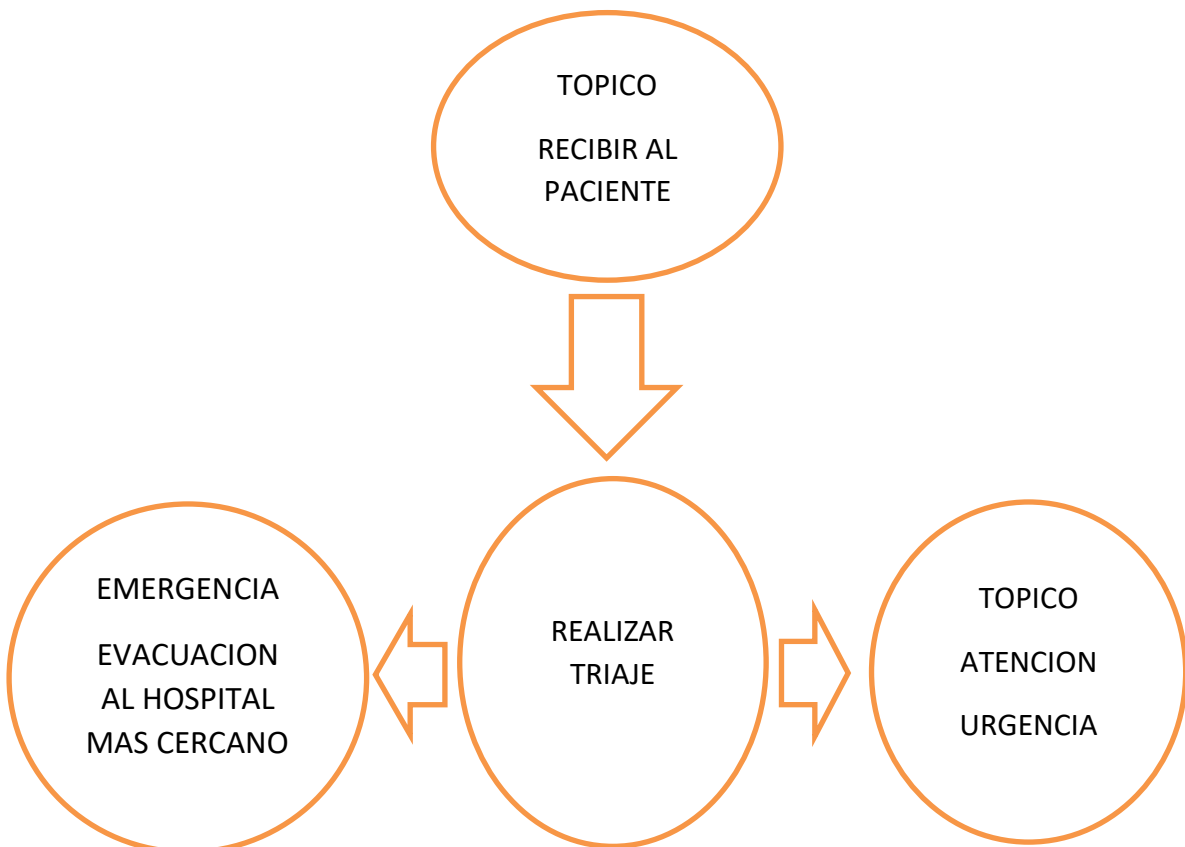 TOPICO
RECIBIR AL
PACIENTE
EMERGENCIA
EVACUACION
AL HOSPITAL
MAS CERCANO
REALIZAR
TRIAJE
TOPICO
ATENCION
URGENCIA